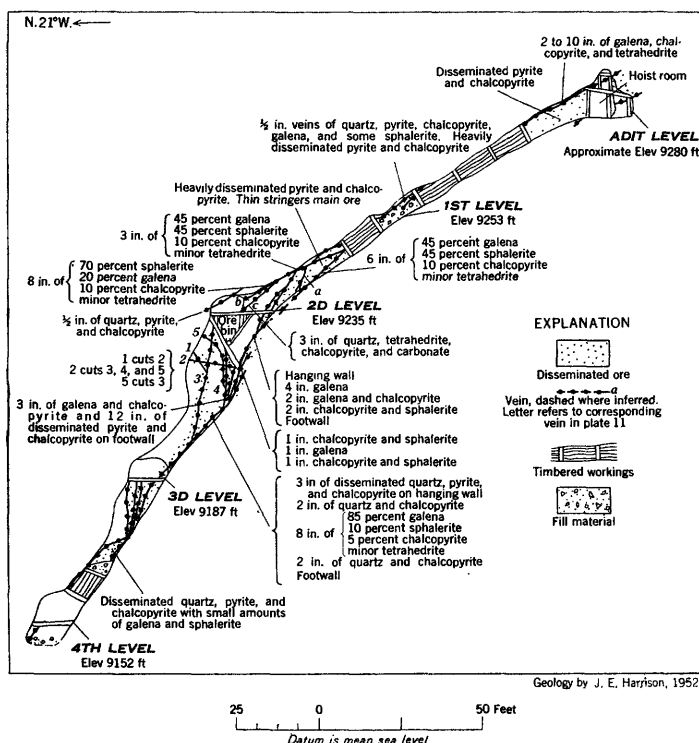 N.21°W.
2 to 10 in. of galena, chal-
copyrite, and tetrahedrite
Disseminated pyrite
and chalcopyrite
Hoist room
ADIT LEVEL
Approximate Elev 9280 ft
½ in. veins of quartz, pyrite, chalcopyrite,
galena, and some sphalerite. Heavily
disseminated pyrite and chalcopyrite
1ST LEVEL
Elev 9253 ft
Heavily disseminated pyrite and chalco-
pyrite. Thin stringers main ore
3 in. of
45 percent galena
45 percent sphalerite
10 percent chalcopyrite
minor tetrahedrite
6 in. of
45 percent galena
45 percent sphalerite
10 percent chalcopyrite
minor tetrahedrite
8 in. of
70 percent sphalerite
20 percent galena
10 percent chalcopyrite
minor tetrahedrite
a
b
c
½ in. of quartz, pyrite,
and chalcopyrite
Ore
bin
2D LEVEL
Elev 9235 ft
3 in. of quartz, tetrahedrite,
chalcopyrite, and carbonate
5
1
2
3
4
1 cuts 2
2 cuts 3, 4, and 5
5 cuts 3
Hanging wall
4 in. galena
2 in. galena and chalcopyrite
2 in. chalcopyrite and sphalerite
Footwall
3 in. of galena and chalco-
pyrite and 12 in. of
disseminated pyrite and
chalcopyrite on footwall
1 in. chalcopyrite and sphalerite
1 in. galena
1 in. chalcopyrite and sphalerite
3D LEVEL
Elev 9187 ft
3 in of disseminated quartz, pyrite,
and chalcopyrite on hanging wall
2 in. of quartz and chalcopyrite
8 in. of
85 percent galena
10 percent sphalerite
5 percent chalcopyrite
minor tetrahedrite
2 in. of quartz and chalcopyrite
Footwall
Disseminated quartz, pyrite, and
chalcopyrite with small amounts
of galena and sphalerite
4TH LEVEL
Elev 9152 ft
EXPLANATION
Disseminated ore
a
Vein, dashed where inferred.
Letter refers to corresponding
vein in plate 11
Timbered workings
Fill material
Geology by J. E. Harrison, 1952
25 0 50 Feet
Datum is mean sea level